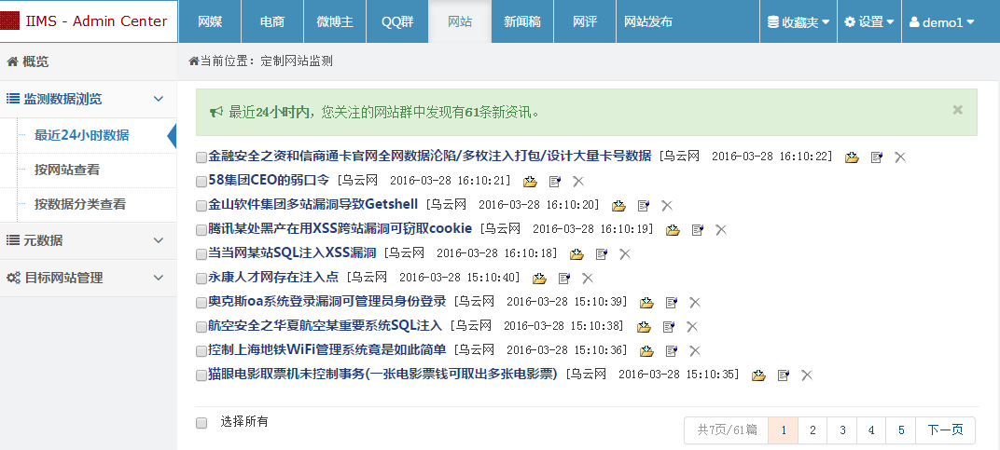 IIMS - Admin Center 网媒 电商 微博主 QQ群 网站 新闻稿 网评 网站发布 收藏夹 设置 demo1
概览
监测数据浏览
最近24小时数据
按网站查看
按数据分类查看
元数据
目标网站管理
当前位置：定制网站监测
最近24小时内，您关注的网站群中发现有61条新资讯。 ×
金融安全之资和信商通卡官网全网数据沦陷/多枚注入打包/设计大量卡号数据 [乌云网 2016-03-28 16:10:22]
58集团CEO的弱口令 [乌云网 2016-03-28 16:10:21]
金山软件集团多站漏洞导致Getshell [乌云网 2016-03-28 16:10:20]
腾讯某处黑产在用XSS跨站漏洞可窃取cookie [乌云网 2016-03-28 16:10:19]
当当网某站SQL注入XSS漏洞 [乌云网 2016-03-28 16:10:18]
永康人才网存在注入点 [乌云网 2016-03-28 15:10:40]
奥克斯oa系统登录漏洞可管理员身份登录 [乌云网 2016-03-28 15:10:39]
航空安全之华夏航空某重要系统SQL注入 [乌云网 2016-03-28 15:10:38]
控制上海地铁WiFi管理系统竟是如此简单 [乌云网 2016-03-28 15:10:36]
猫眼电影取票机未控制事务(一张电影票钱可取出多张电影票) [乌云网 2016-03-28 15:10:35]
选择所有
共7页/61篇 1 2 3 4 5 下一页